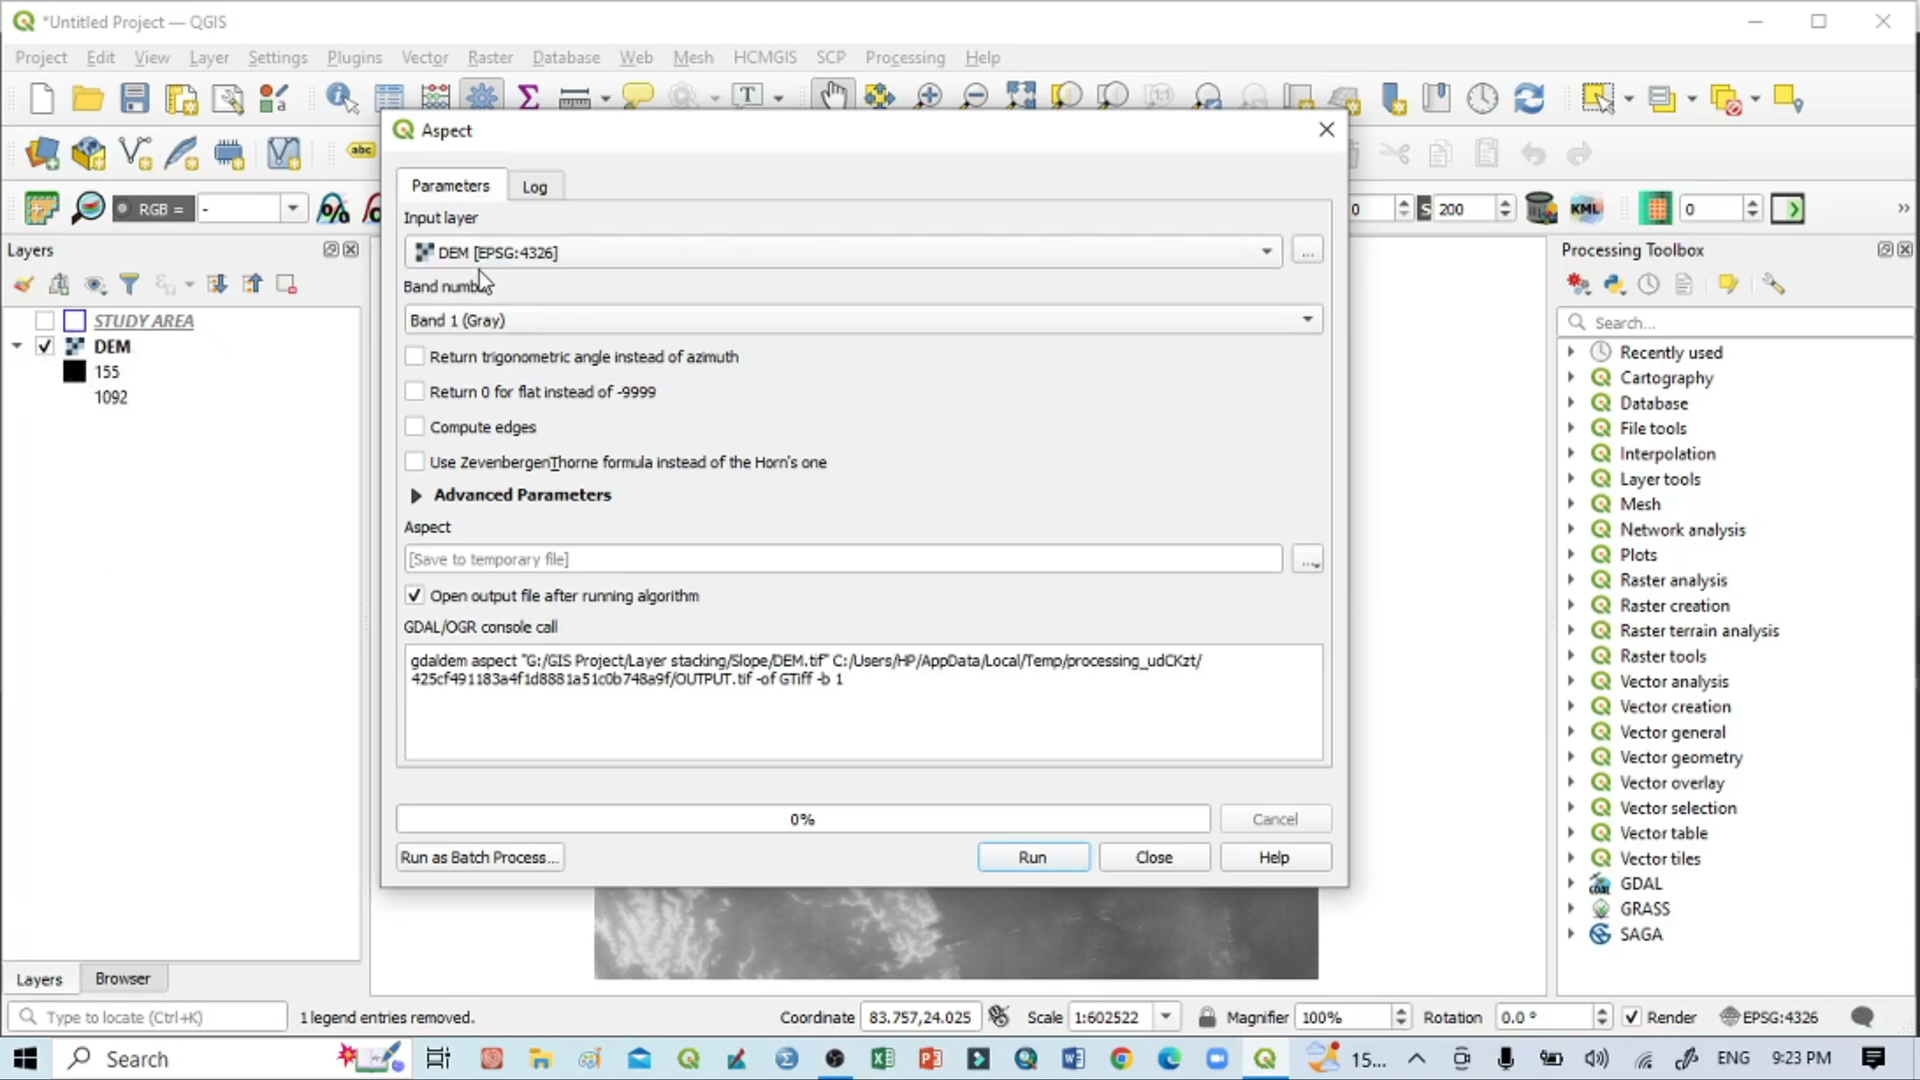 *Untitled Project — QGIS
Project Edit View Layer Settings Plugins Vector Raster Database Web Mesh HCMGIS SCP Processing Help
abc
RGB = -
0 S 200 KML 0 »
Aspect
Parameters Log
Input layer
DEM [EPSG:4326]
...
Band number
Band 1 (Gray)
Return trigonometric angle instead of azimuth
Return 0 for flat instead of -9999
Compute edges
Use ZevenbergenThorne formula instead of the Horn's one
Advanced Parameters
Aspect
[Save to temporary file]
...
Open output file after running algorithm
GDAL/OGR console call
gdaldem aspect "G:/GIS Project/Layer stacking/Slope/DEM.tif" C:/Users/HP/AppData/Local/Temp/processing_udCKzt/
425cf491183a4f1d8881a51c0b748a9f/OUTPUT.tif -of GTiff -b 1
0%
Cancel
Run as Batch Process...
Run
Close
Help
Layers
STUDY AREA
DEM
155
1092
Layers Browser
Processing Toolbox
Search...
Recently used
Cartography
Database
File tools
Interpolation
Layer tools
Mesh
Network analysis
Plots
Raster analysis
Raster creation
Raster terrain analysis
Raster tools
Vector analysis
Vector creation
Vector general
Vector geometry
Vector overlay
Vector selection
Vector table
Vector tiles
GDAL
GRASS
SAGA
Type to locate (Ctrl+K) 1 legend entries removed. Coordinate 83.757,24.025 Scale 1:602522 Magnifier 100% Rotation 0.0 ° Render EPSG:4326
Search 15... ENG 9:23 PM